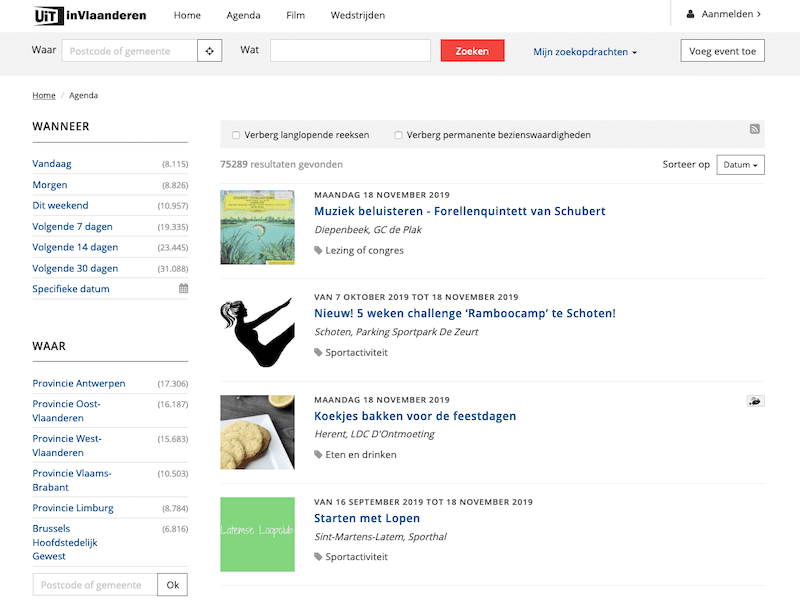 UiT inVlaanderen Home Agenda Film Wedstrijden Aanmelden
Waar Postcode of gemeente Wat Zoeken Mijn zoekopdrachten Voeg event toe
Home / Agenda
WANNEER
Vandaag (8.115)
Morgen (8.826)
Dit weekend (10.957)
Volgende 7 dagen (19.335)
Volgende 14 dagen (23.445)
Volgende 30 dagen (31.088)
Specifieke datum
WAAR
Provincie Antwerpen (17.306)
Provincie Oost- (16.187)
Vlaanderen
Provincie West- (15.683)
Vlaanderen
Provincie Vlaams- (10.503)
Brabant
Provincie Limburg (8.784)
Brussels (6.816)
Hoofdstedelijk
Gewest
Postcode of gemeente Ok
Verberg langlopende reeksen Verberg permanente bezienswaardigheden
75289 resultaten gevonden Sorteer op Datum
MAANDAG 18 NOVEMBER 2019
Muziek beluisteren - Forellenquintett van Schubert
Diepenbeek, GC de Plak
Lezing of congres
VAN 7 OKTOBER 2019 TOT 18 NOVEMBER 2019
Nieuw! 5 weken challenge ‘Ramboocamp’ te Schoten!
Schoten, Parking Sportpark De Zeurt
Sportactiviteit
MAANDAG 18 NOVEMBER 2019
Koekjes bakken voor de feestdagen
Herent, LDC D'Ontmoeting
Eten en drinken
Latemse Loopclub
VAN 16 SEPTEMBER 2019 TOT 18 NOVEMBER 2019
Starten met Lopen
Sint-Martens-Latem, Sporthal
Sportactiviteit